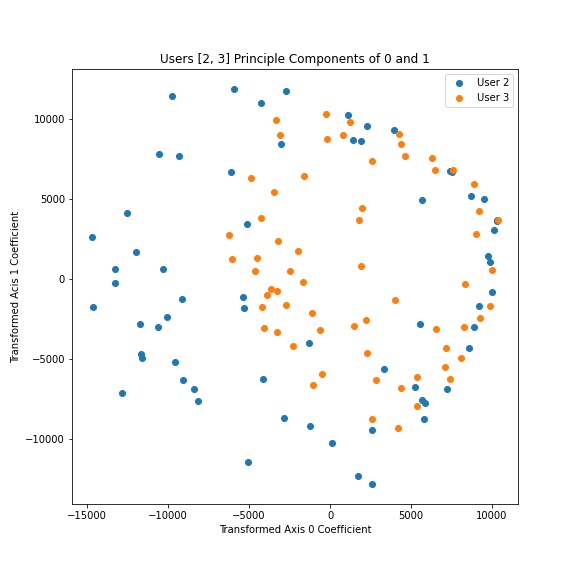 Users [2, 3] Principle Components of 0 and 1
User 2
User 3
10000
5000
0
−5000
−10000
Transformed Acis 1 Coefficient
−15000
−10000
−5000
0
5000
10000
Transformed Axis 0 Coefficient